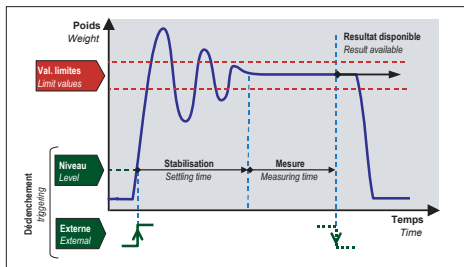 Poids
Weight
Resultat disponible
Result available
Val. limites
Limit values
Niveau
Level
Stabilisation
Settling time
Mesure
Measuring time
Déclenchement
triggering
Externe
External
Temps
Time